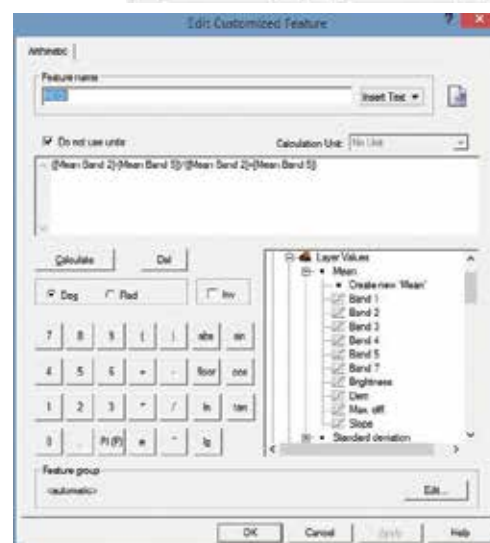 Edit Customized Feature
? ×
Arithmetic
Feature name
Insert Text
Do not use units
Calculation Unit: No Unit
([Mean Band 2]-[Mean Band 5])/([Mean Band 2]+[Mean Band 5])
Calculate Del
Deg Rad Inv
7 8 9 ( ) abs sin
4 5 6 + - floor cos
1 2 3 * / ln tan
0 . PI (P) e ^ lg
Layer Values
Mean
Create new 'Mean'
Band 1
Band 2
Band 3
Band 4
Band 5
Band 7
Brightness
Dem
Max. diff.
Slope
Standard deviation
Feature group
<automatic>
Edit...
OK Cancel Apply Help